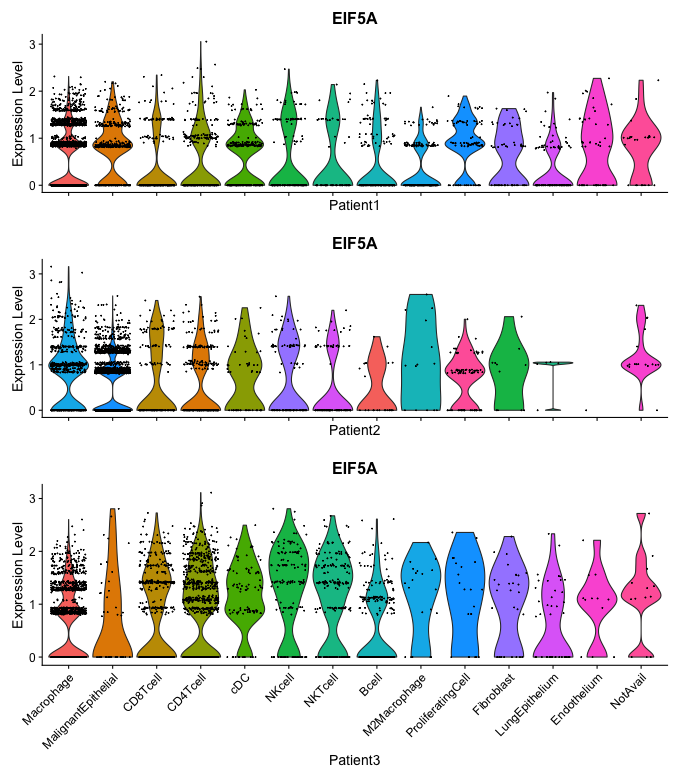 EIF5A
Expression Level
3
2
1
0
Patient1
EIF5A
Expression Level
3
2
1
0
Patient2
EIF5A
Expression Level
3
2
1
0
Macrophage
MalignantEpithelial
CD8Tcell
CD4Tcell
cDC
NKcell
NKTcell
Bcell
M2Macrophage
ProliferatingCell
Fibroblast
LungEpithelium
Endothelium
NotAvail
Patient3